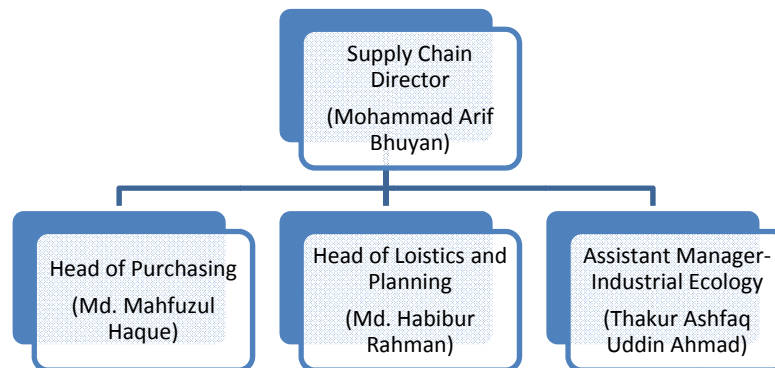 Supply Chain
Director
(Mohammad Arif
Bhuyan)
Head of Purchasing
(Md. Mahfuzul
Haque)
Head of Loistics and
Planning
(Md. Habibur
Rahman)
Assistant Manager-
Industrial Ecology
(Thakur Ashfaq
Uddin Ahmad)